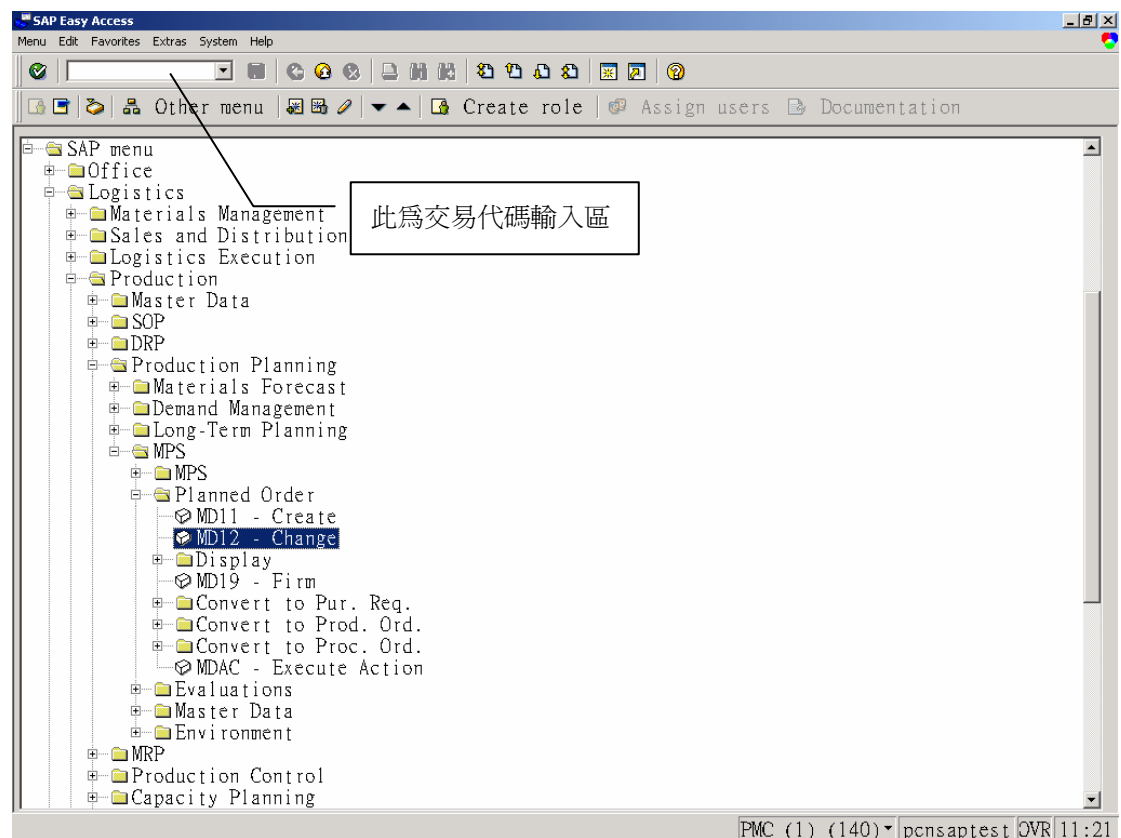 SAP Easy Access
Menu Edit Favorites Extras System Help
Other menu Create role Assign users Documentation
SAP menu
Office
Logistics
Materials Management
Sales and Distribution
Logistics Execution
Production
Master Data
SOP
DRP
Production Planning
Materials Forecast
Demand Management
Long-Term Planning
MPS
MPS
Planned Order
MD11 - Create
MD12 - Change
Display
MD19 - Firm
Convert to Pur. Req.
Convert to Prod. Ord.
Convert to Proc. Ord.
MDAC - Execute Action
Evaluations
Master Data
Environment
MRP
Production Control
Capacity Planning
此爲交易代碼輸入區
PMC (1) (140) pcnsaptest OVR 11:21